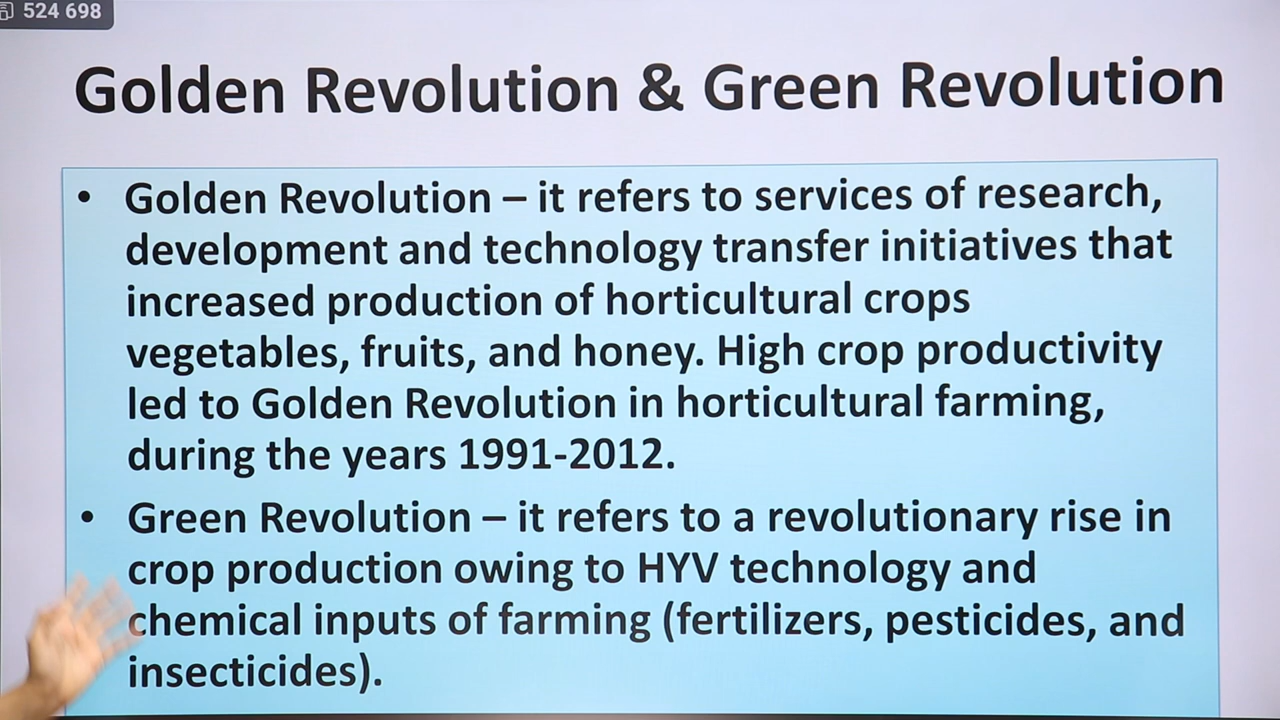 524 698
Golden Revolution & Green Revolution
• Golden Revolution – it refers to services of research,
development and technology transfer initiatives that
increased production of horticultural crops
vegetables, fruits, and honey. High crop productivity
led to Golden Revolution in horticultural farming,
during the years 1991-2012.
• Green Revolution – it refers to a revolutionary rise in
crop production owing to HYV technology and
chemical inputs of farming (fertilizers, pesticides, and
insecticides).